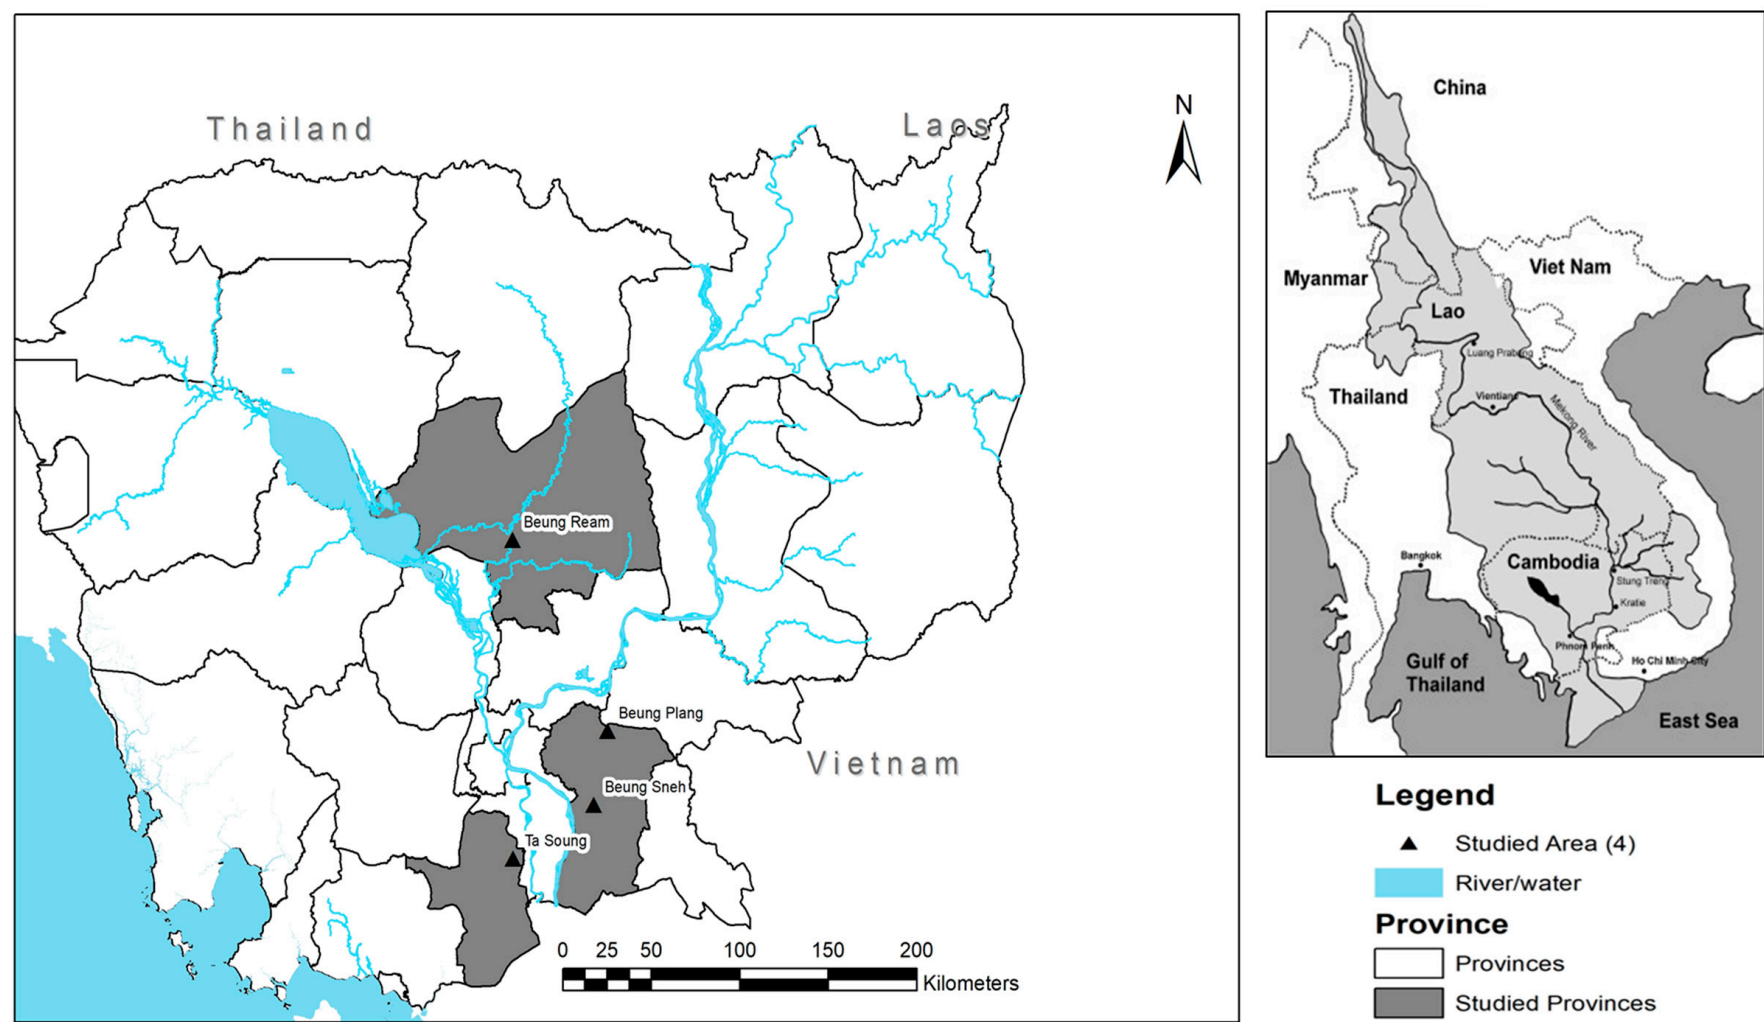 Thailand
Laos
N
Beung Ream
Beung Plang
Vietnam
Beung Sneh
Ta Soung
0 25 50 100 150 200
Kilometers
China
Viet Nam
Myanmar
Lao
Luang Prabang
Thailand
Vientiane
Mekong River
Bangkok
Cambodia
Stung Treng
Kratie
Phnom Penh
Ho Chi Minh City
Gulf of
Thailand
East Sea
Legend
Studied Area (4)
River/water
Province
Provinces
Studied Provinces